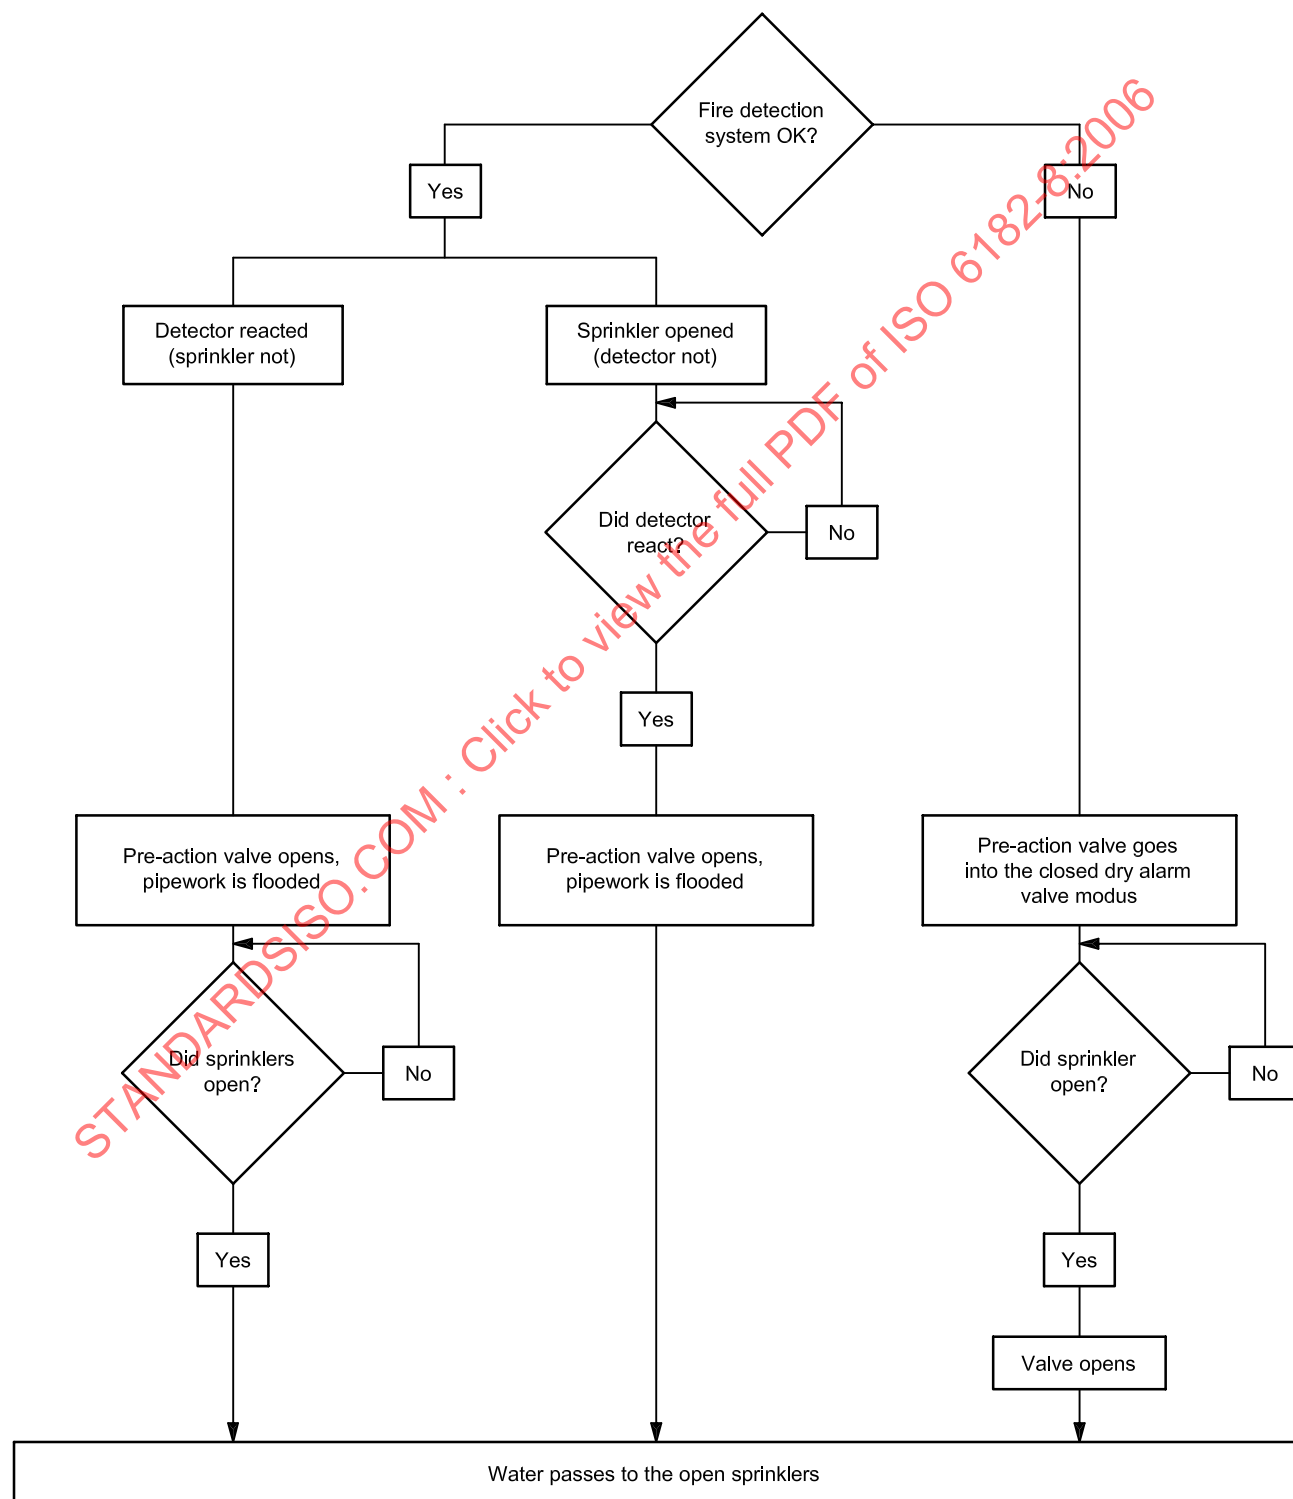 Fire detection
system OK?
Yes
No
Detector reacted
(sprinkler not)
Sprinkler opened
(detector not)
Did detector
react?
No
Yes
Pre-action valve opens,
pipework is flooded
Pre-action valve opens,
pipework is flooded
Pre-action valve goes
into the closed dry alarm
valve modus
Did sprinklers
open?
No
Did sprinkler
open?
No
Yes
Yes
Valve opens
Water passes to the open sprinklers
STANDARDSISO.COM : Click to view the full PDF of ISO 6182-8:2006